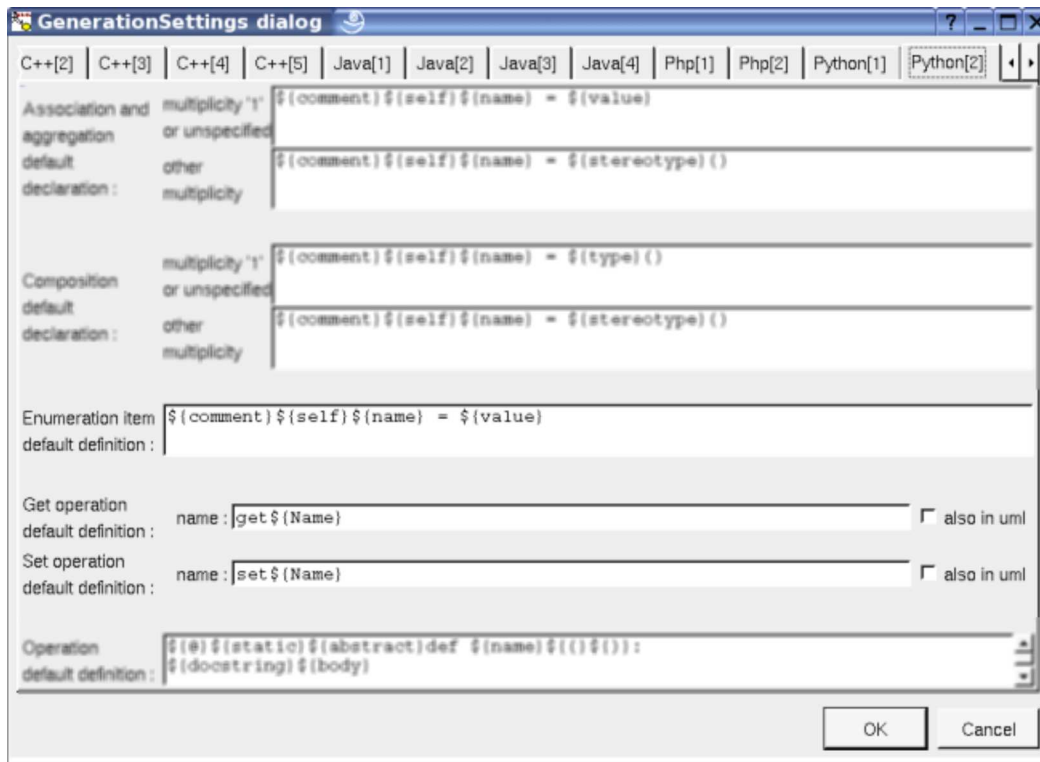 GenerationSettings dialog
C++[2] C++[3] C++[4] C++[5] Java[1] Java[2] Java[3] Java[4] Php[1] Php[2] Python[1] Python[2]
Association and aggregation default declaration :
multiplicity '1' or unspecified
${comment}${self}${name} = ${value}
other multiplicity
${comment}${self}${name} = ${stereotype}()
Composition default declaration :
multiplicity '1' or unspecified
${comment}${self}${name} = ${type}()
other multiplicity
${comment}${self}${name} = ${stereotype}()
Enumeration item default definition :
${comment}${self}${name} = ${value}
Get operation default definition :
name : get${Name}
also in uml
Set operation default definition :
name : set${Name}
also in uml
Operation default definition :
${@}${static}${abstract}def ${name}${(}${)}:
${docstring}${body}
OK Cancel